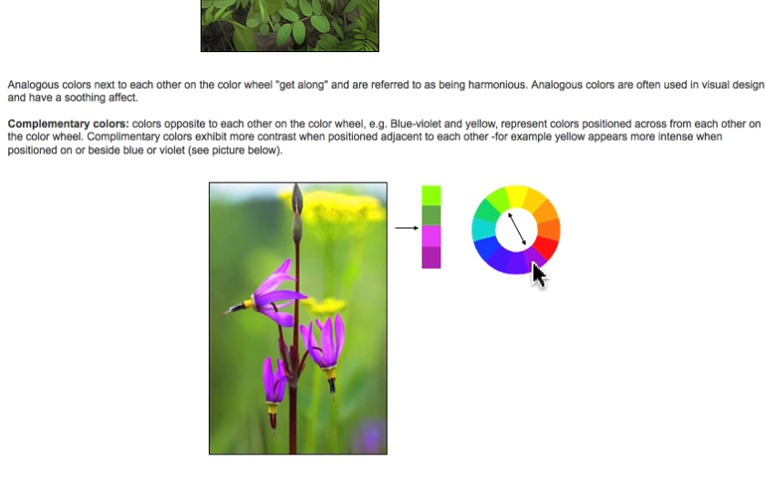 Analogous colors next to each other on the color wheel "get along" and are referred to as being harmonious. Analogous colors are often used in visual design
and have a soothing affect.
Complementary colors: colors opposite to each other on the color wheel, e.g. Blue-violet and yellow, represent colors positioned across from each other on
the color wheel. Complimentary colors exhibit more contrast when positioned adjacent to each other -for example yellow appears more intense when
positioned on or beside blue or violet (see picture below).